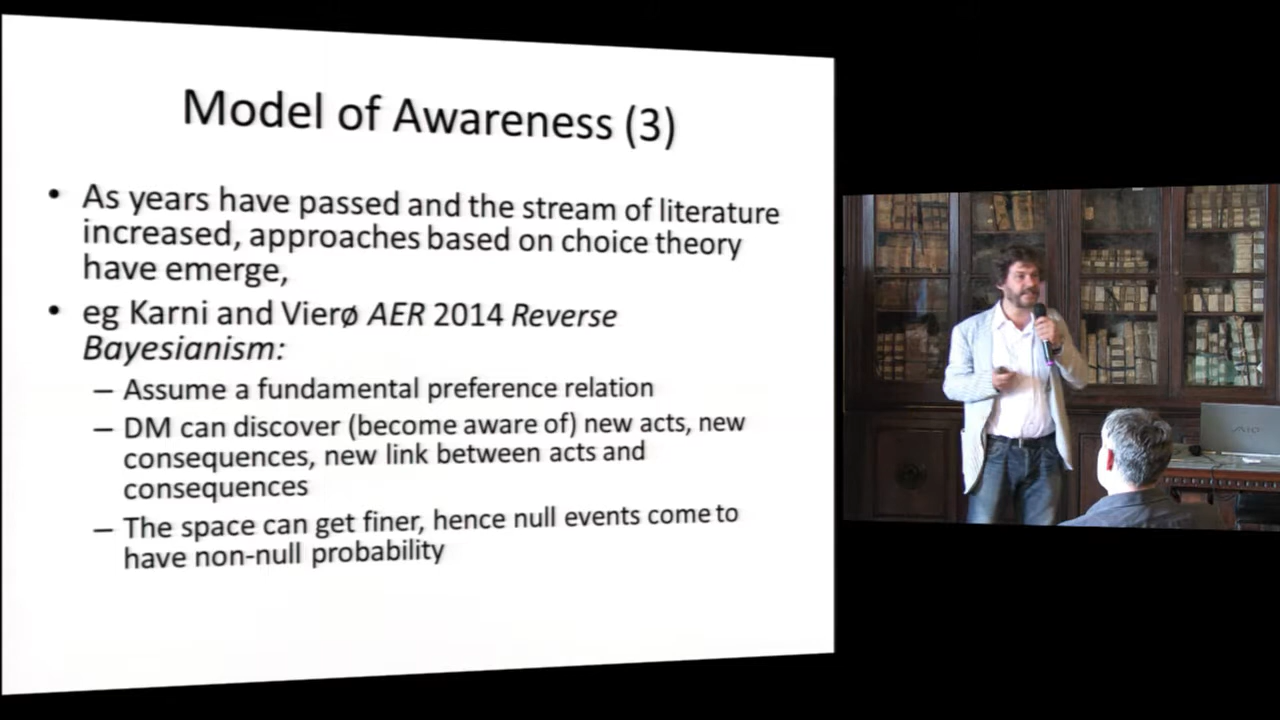 Model of Awareness (3)
• As years have passed and the stream of literature
increased, approaches based on choice theory
have emerge,
• eg Karni and Vierø AER 2014 Reverse
Bayesianism:
– Assume a fundamental preference relation
– DM can discover (become aware of) new acts, new
consequences, new link between acts and
consequences
– The space can get finer, hence null events come to
have non-null probability
VAIO